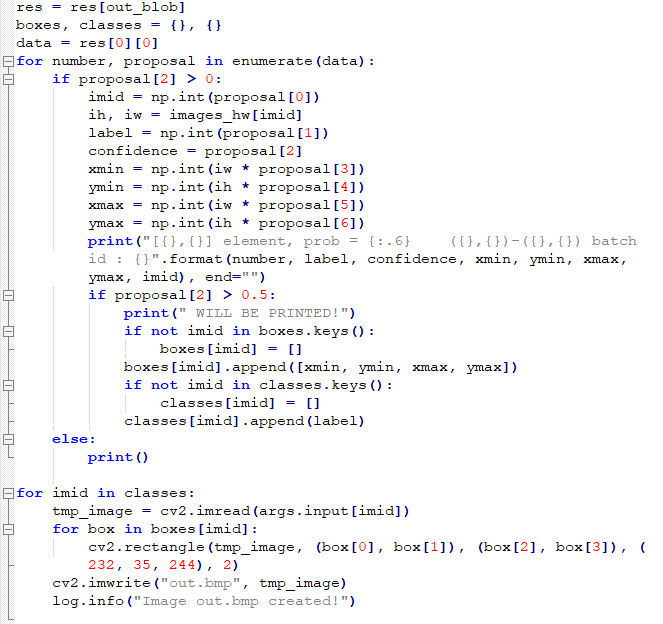 res = res[out_blob]
boxes, classes = {}, {}
data = res[0][0]
for number, proposal in enumerate(data):
    if proposal[2] > 0:
        imid = np.int(proposal[0])
        ih, iw = images_hw[imid]
        label = np.int(proposal[1])
        confidence = proposal[2]
        xmin = np.int(iw * proposal[3])
        ymin = np.int(ih * proposal[4])
        xmax = np.int(iw * proposal[5])
        ymax = np.int(ih * proposal[6])
        print("[{},{}] element, prob = {:.6}    ({},{})-({},{}) batch
        id : {}".format(number, label, confidence, xmin, ymin, xmax,
        ymax, imid), end="")
        if proposal[2] > 0.5:
            print(" WILL BE PRINTED!")
            if not imid in boxes.keys():
                boxes[imid] = []
            boxes[imid].append([xmin, ymin, xmax, ymax])
            if not imid in classes.keys():
                classes[imid] = []
            classes[imid].append(label)
    else:
        print()
for imid in classes:
    tmp_image = cv2.imread(args.input[imid])
    for box in boxes[imid]:
        cv2.rectangle(tmp_image, (box[0], box[1]), (box[2], box[3]), (
        232, 35, 244), 2)
    cv2.imwrite("out.bmp", tmp_image)
    log.info("Image out.bmp created!")